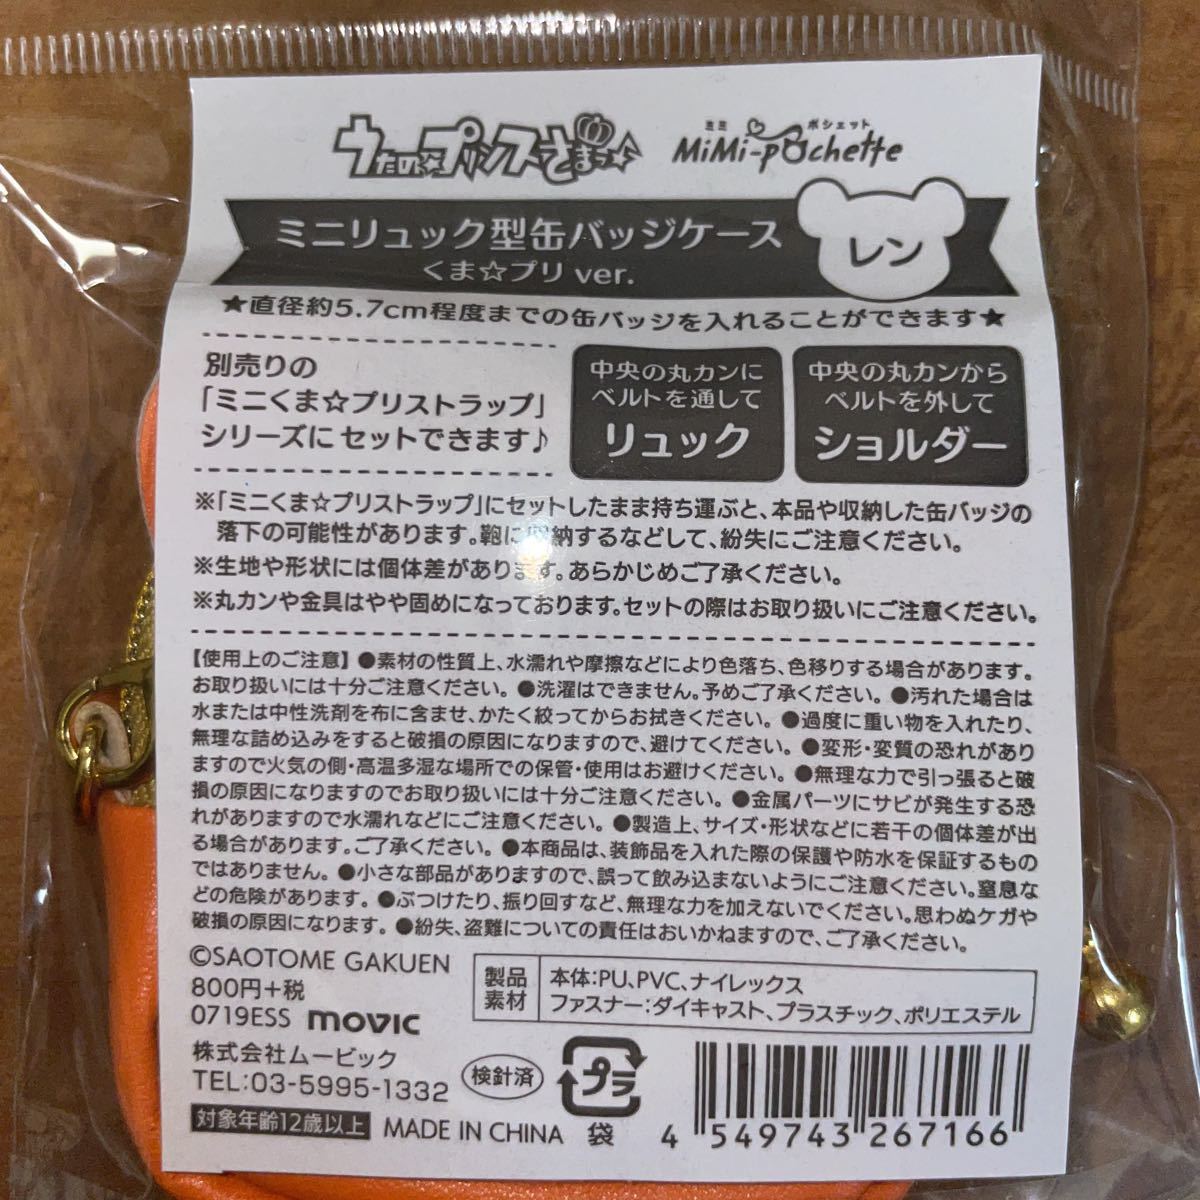 うたの☆プリンスさまっ♪
ミミ ポシェット
MiMi-pochette
ミニリュック型缶バッジケース
くま☆プリ ver.
レン
★直径約5.7cm程度までの缶バッジを入れることができます★
別売りの
「ミニくま☆プリストラップ」
シリーズにセットできます♪
中央の丸カンに
ベルトを通して
リュック
中央の丸カンから
ベルトを外して
ショルダー
※「ミニくま☆プリストラップ」にセットしたまま持ち運ぶと、本品や収納した缶バッジの
落下の可能性があります。鞄に収納するなどして、紛失にご注意ください。
※生地や形状には個体差があります。あらかじめご了承ください。
※丸カンや金具はやや固めになっております。セットの際はお取り扱いにご注意ください。
【使用上のご注意】●素材の性質上、水濡れや摩擦などにより色落ち、色移りする場合があります。
お取り扱いには十分ご注意ください。●洗濯はできません。予めご了承ください。●汚れた場合は
水または中性洗剤を布に含ませ、かたく絞ってからお拭きください。●過度に重い物を入れたり、
無理な詰め込みをすると破損の原因になりますので、避けてください。●変形・変質の恐れがあり
ますので火気の側・高温多湿な場所での保管・使用はお避けください。●無理な力で引っ張ると破
損の原因になりますのでお取り扱いには十分ご注意ください。●金属パーツにサビが発生する恐
れがありますので水濡れなどにご注意ください。●製造上、サイズ・形状などに若干の個体差が出
る場合があります。ご了承ください。●本商品は、装飾品を入れた際の保護や防水を保証するもの
ではありません。●小さな部品がありますので、誤って飲み込まないようにご注意ください。窒息な
どの危険があります。●ぶつけたり、振り回すなど、無理な力を加えないでください。思わぬケガや
破損の原因になります。●紛失、盗難についての責任はおいかねますので、ご了承ください。
©SAOTOME GAKUEN
800円+税
0719ESS movic
製品
素材
本体:PU、PVC、ナイレックス
ファスナー:ダイキャスト、プラスチック、ポリエステル
株式会社ムービック
TEL:03-5995-1332
検針済
プラ
対象年齢12歳以上
MADE IN CHINA
袋
4 549743 267166